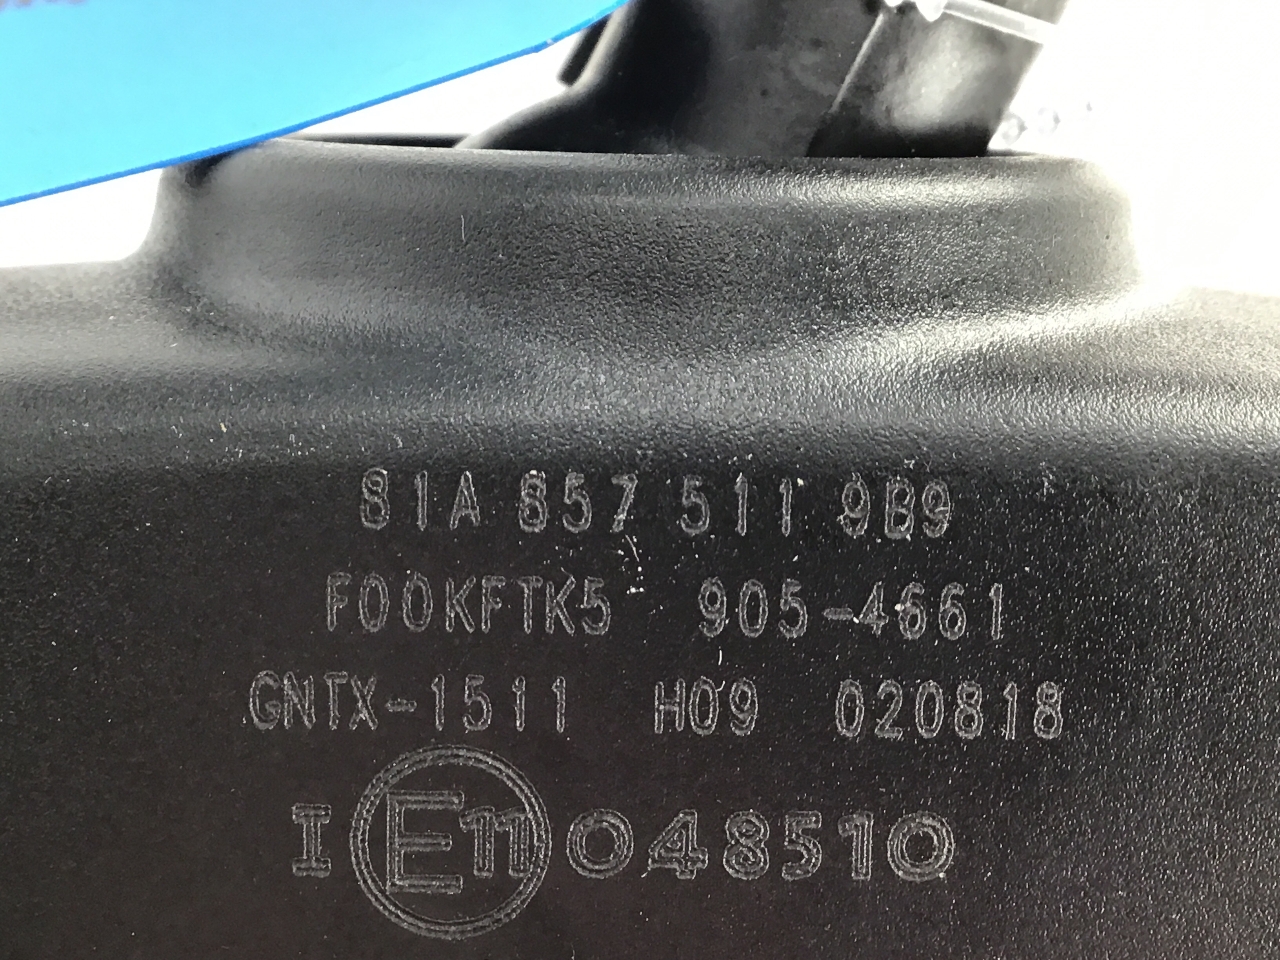 81A 857 511 9B9
F00KFTK5 905-4661
GNTX-1511 H09 020818
I E11 048510